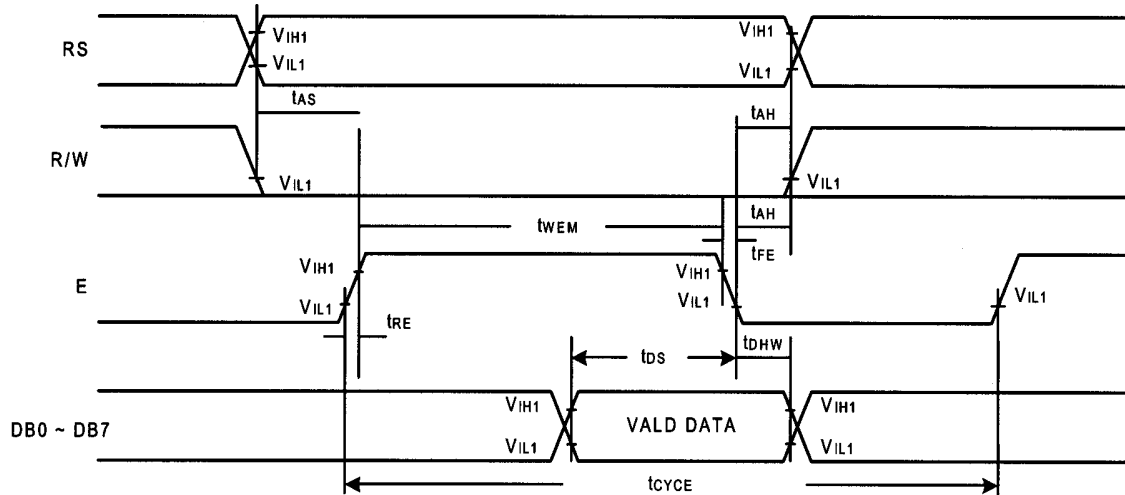 RS
VIH1
VIL1
VIH1
VIL1
tAS
tAH
R/W
VIL1
VIL1
tWEM
tAH
tFE
E
VIH1
VIL1
VIH1
VIL1
VIL1
tRE
tDS
tDHW
DB0 ~ DB7
VIH1
VIL1
VALD DATA
VIH1
VIL1
tCYCE